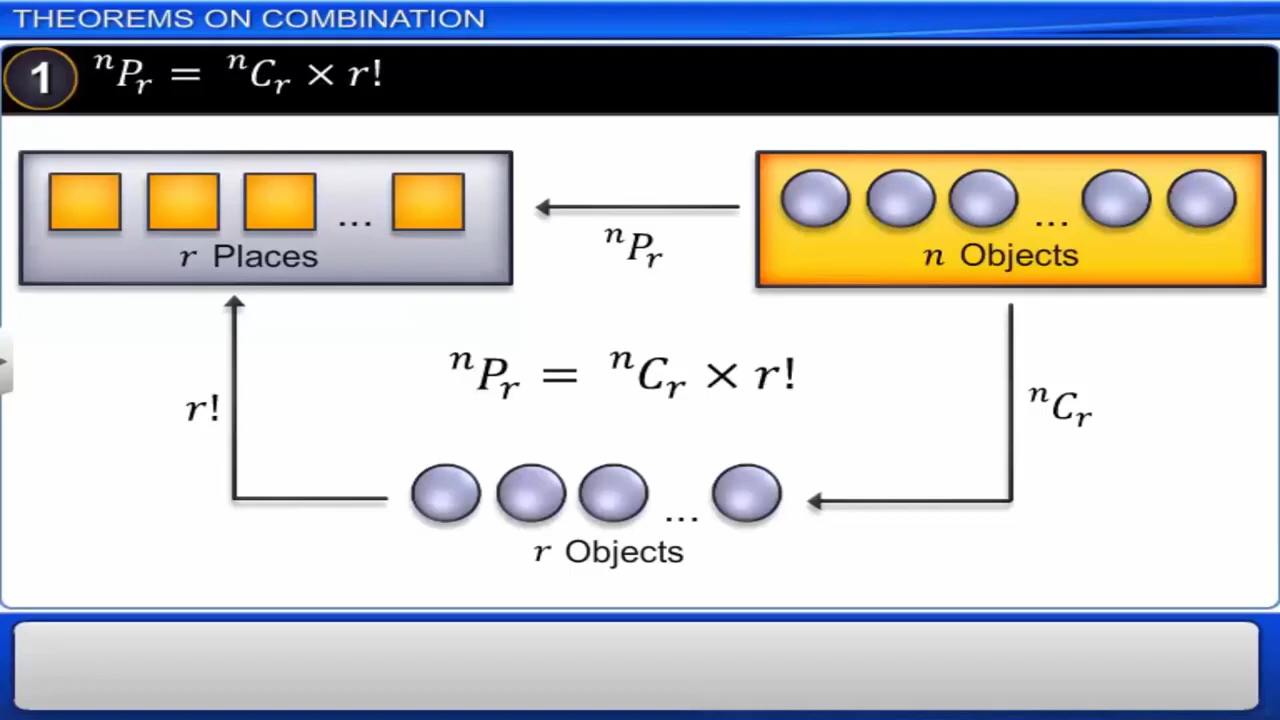 THEOREMS ON COMBINATION
1 ⁿPᵣ = ⁿCᵣ × r!
... ...
r Places ⁿPᵣ n Objects
ⁿPᵣ = ⁿCᵣ × r!
r! ⁿCᵣ
...
r Objects